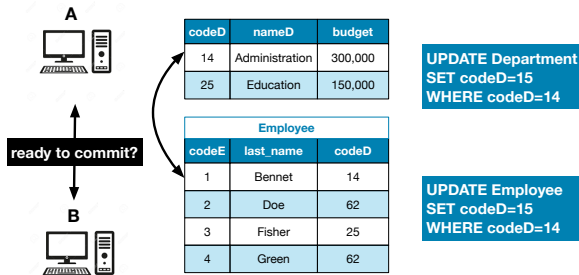 A
codeD nameD budget
14 Administration 300,000
25 Education 150,000
UPDATE Department
SET codeD=15
WHERE codeD=14
ready to commit?
Employee
codeE last_name codeD
1 Bennet 14
2 Doe 62
3 Fisher 25
4 Green 62
UPDATE Employee
SET codeD=15
WHERE codeD=14
B